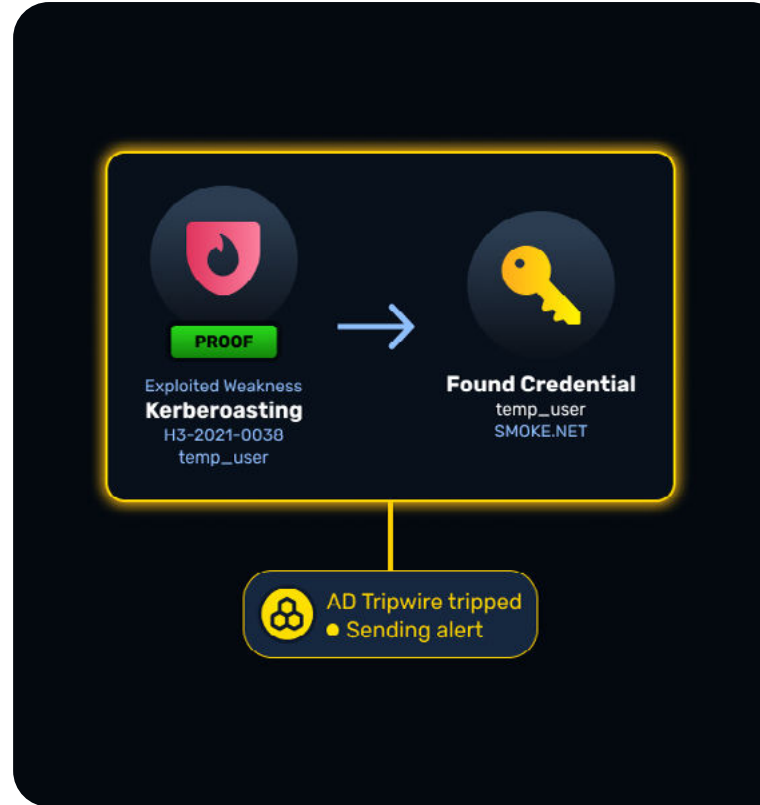 PROOF
Exploited Weakness
Kerberoasting
H3-2021-0038
temp_user
Found Credential
temp_user
SMOKE.NET
AD Tripwire tripped
Sending alert